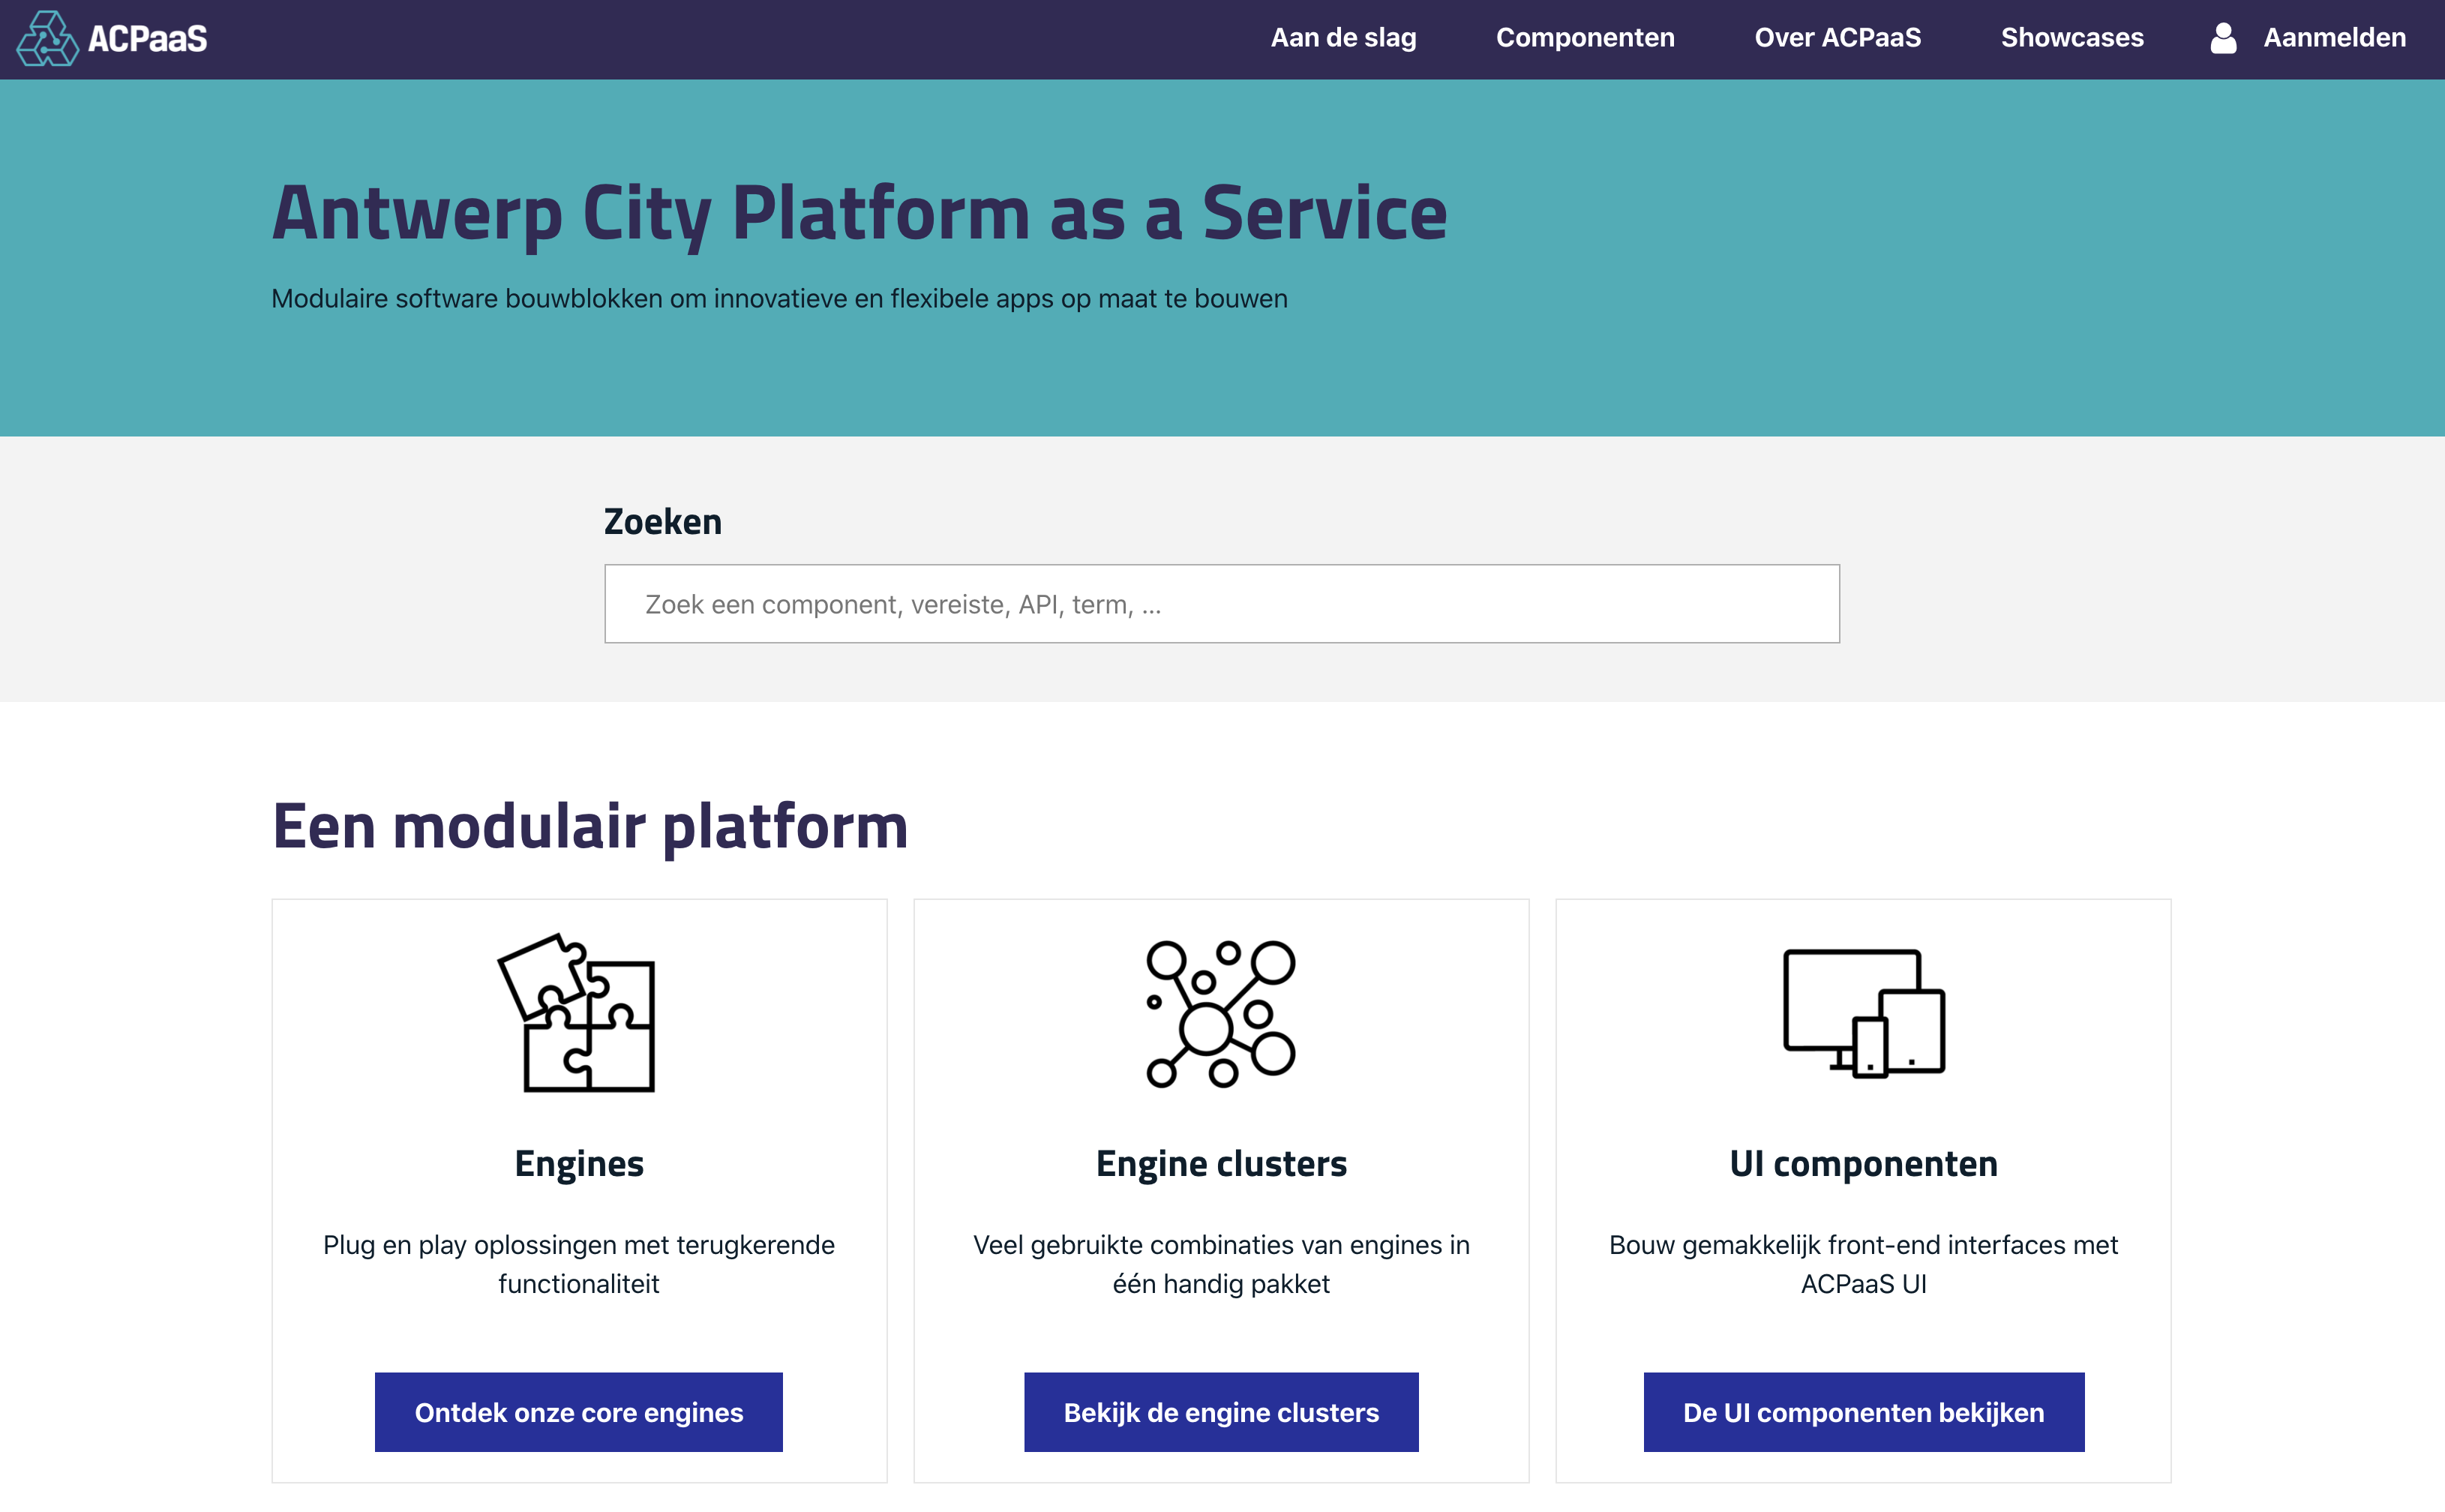 ACPaaS
Aan de slag
Componenten
Over ACPaaS
Showcases
Aanmelden
Antwerp City Platform as a Service
Modulaire software bouwblokken om innovatieve en flexibele apps op maat te bouwen
Zoeken
Zoek een component, vereiste, API, term, ...
Een modulair platform
Engines
Plug en play oplossingen met terugkerende
functionaliteit
Ontdek onze core engines
Engine clusters
Veel gebruikte combinaties van engines in
één handig pakket
Bekijk de engine clusters
UI componenten
Bouw gemakkelijk front-end interfaces met
ACPaaS UI
De UI componenten bekijken